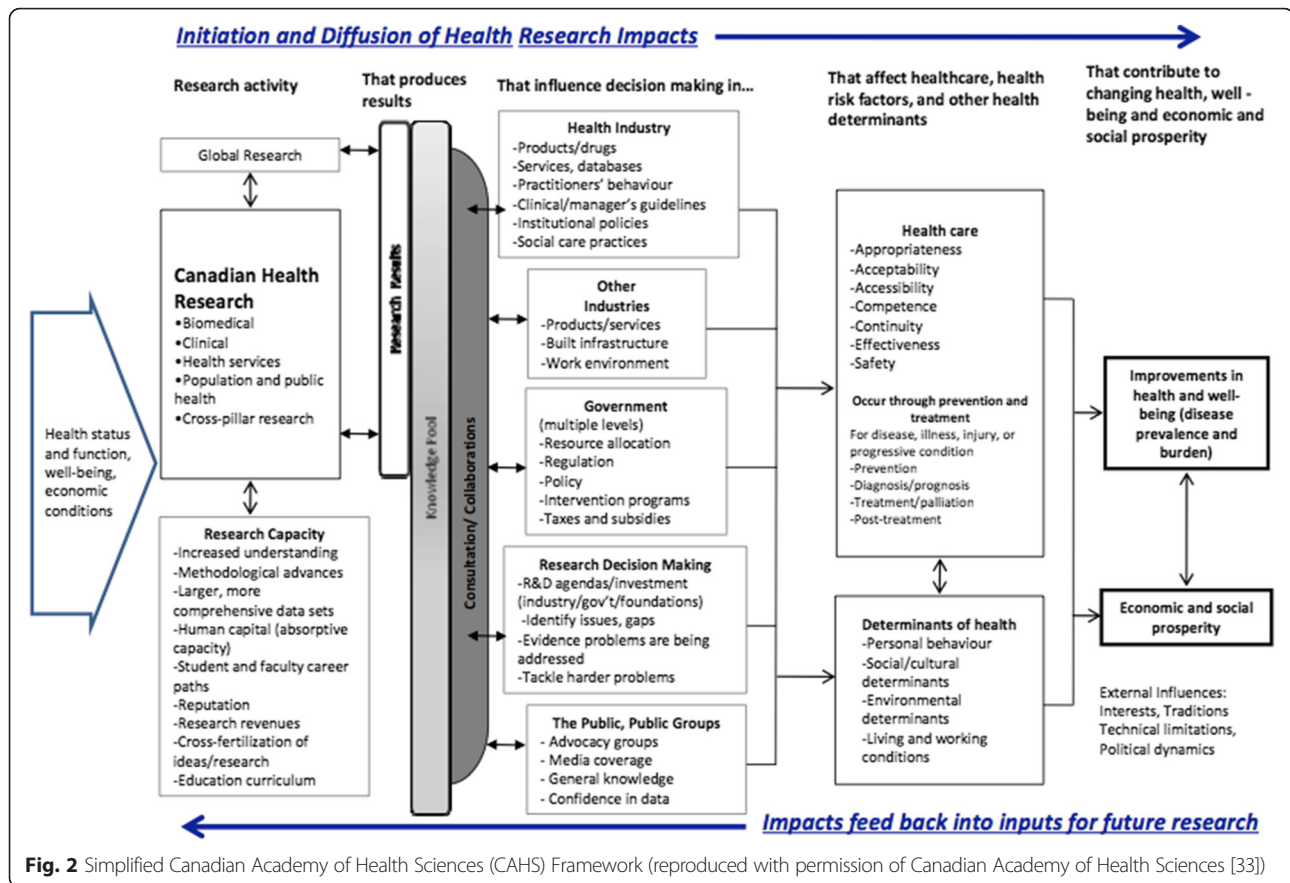 Initiation and Diffusion of Health Research Impacts
Research activity
That produces
results
That influence decision making in...
That affect healthcare, health
risk factors, and other health
determinants
That contribute to
changing health, well -
being and economic and
social prosperity
Health status
and function,
well-being,
economic
conditions
Global Research
Canadian Health
Research
•Biomedical
•Clinical
•Health services
•Population and public
health
•Cross-pillar research
Research Capacity
-Increased understanding
-Methodological advances
-Larger, more
comprehensive data sets
-Human capital (absorptive
capacity)
-Student and faculty career
paths
-Reputation
-Research revenues
-Cross-fertilization of
ideas/research
-Education curriculum
Research Results
Knowledge Pool
Consultation/ Collaborations
Health Industry
-Products/drugs
-Services, databases
-Practitioners' behaviour
-Clinical/manager's guidelines
-Institutional policies
-Social care practices
Other
Industries
-Products/services
-Built infrastructure
-Work environment
Government
(multiple levels)
-Resource allocation
-Regulation
-Policy
-Intervention programs
-Taxes and subsidies
Research Decision Making
-R&D agendas/investment
(industry/gov't/foundations)
-Identify issues, gaps
-Evidence problems are being
addressed
-Tackle harder problems
The Public, Public Groups
- Advocacy groups
- Media coverage
- General knowledge
- Confidence in data
Health care
-Appropriateness
-Acceptability
-Accessibility
-Competence
-Continuity
-Effectiveness
-Safety
Occur through prevention and
treatment
For disease, illness, injury, or
progressive condition
-Prevention
-Diagnosis/prognosis
-Treatment/palliation
-Post-treatment
Determinants of health
-Personal behaviour
-Social/cultural
determinants
-Environmental
determinants
-Living and working
conditions
Improvements in
health and well-
being (disease
prevalence and
burden)
Economic and social
prosperity
External Influences:
Interests, Traditions
Technical limitations,
Political dynamics
Impacts feed back into inputs for future research
Fig. 2 Simplified Canadian Academy of Health Sciences (CAHS) Framework (reproduced with permission of Canadian Academy of Health Sciences [33])